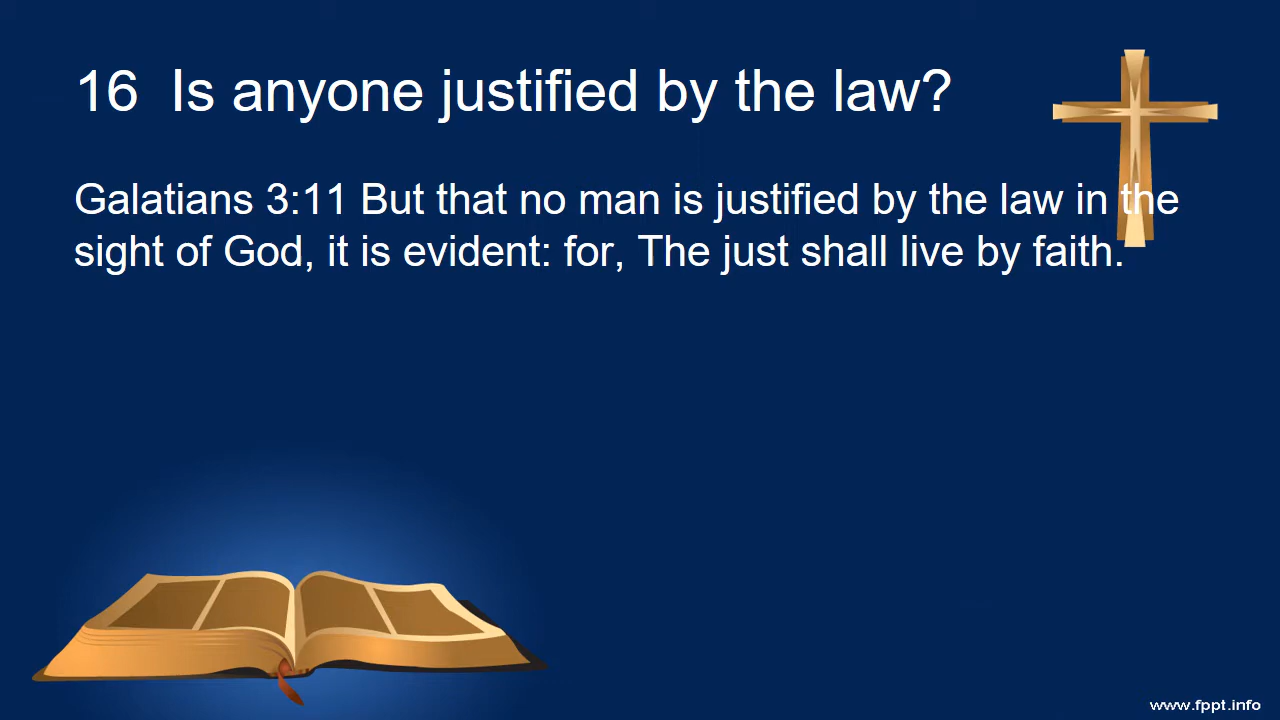 16  Is anyone justified by the law?
Galatians 3:11 But that no man is justified by the law in the
sight of God, it is evident: for, The just shall live by faith.
www.fppt.info